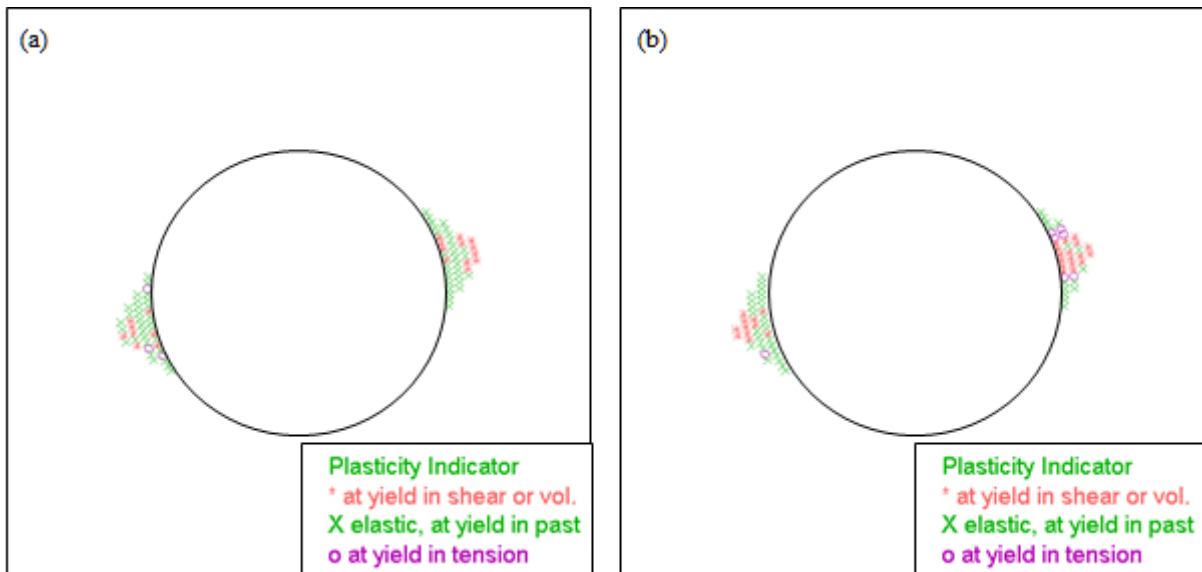 (a)
Plasticity Indicator
* at yield in shear or vol.
X elastic, at yield in past
o at yield in tension
(b)
Plasticity Indicator
* at yield in shear or vol.
X elastic, at yield in past
o at yield in tension